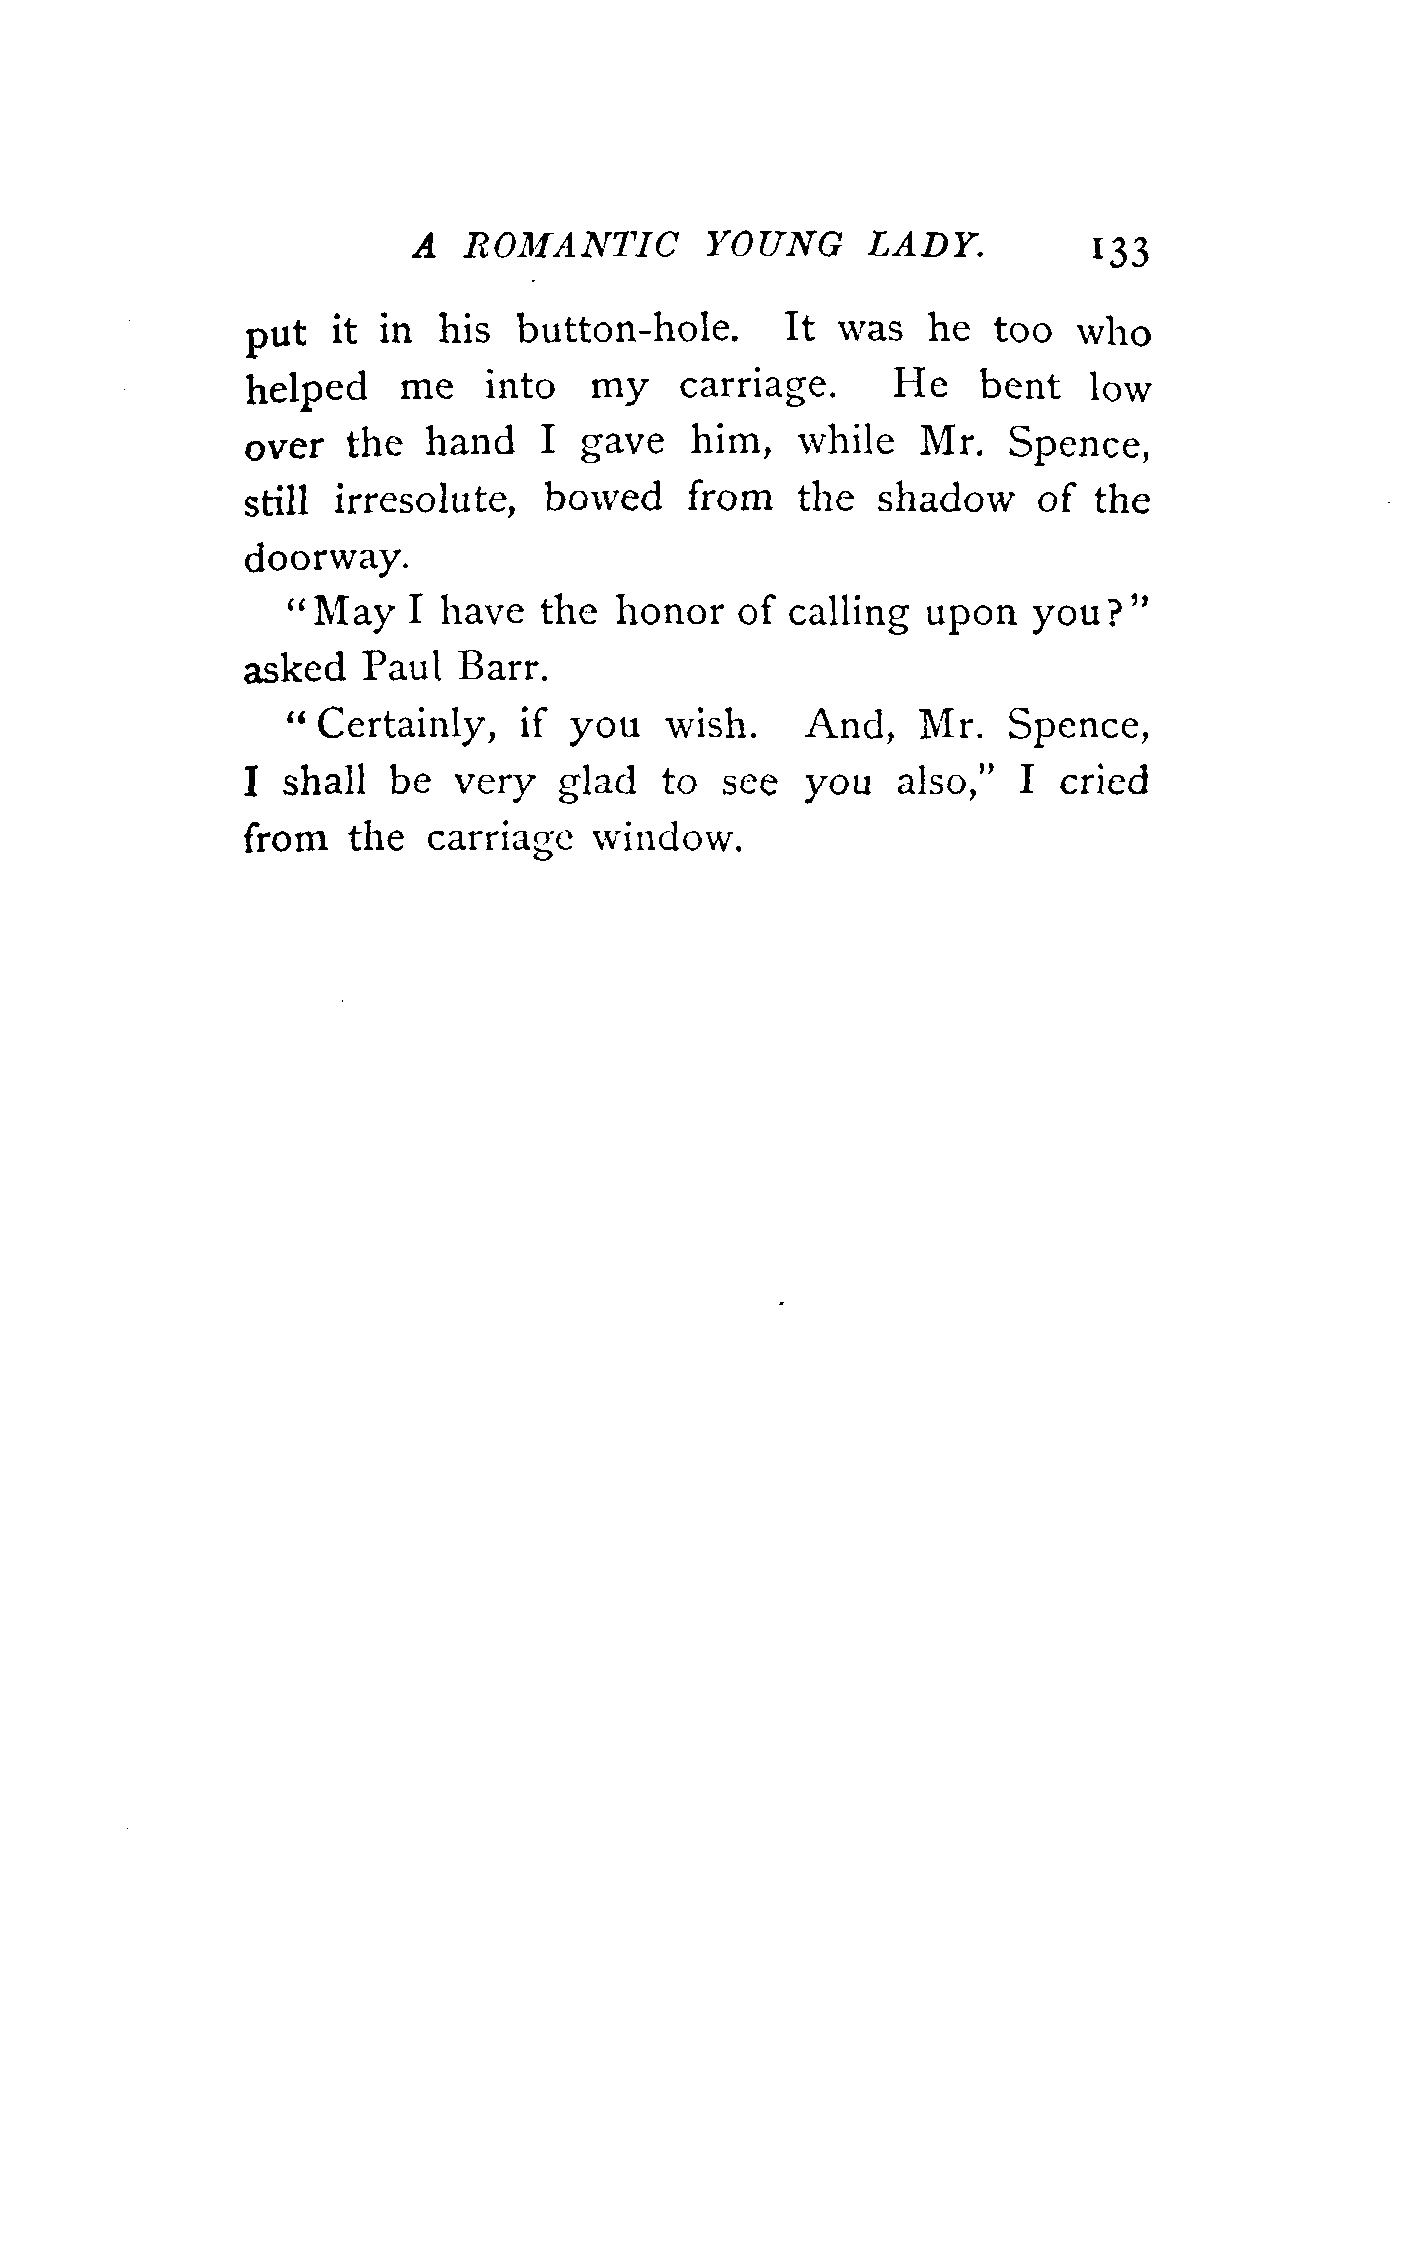 A ROMANTIC YOUNG LADY. 133
put it in his button-hole. It was he too who
helped me into my carriage. He bent low
over the hand I gave him, while Mr. Spence,
still irresolute, bowed from the shadow of the
doorway.
"May I have the honor of calling upon you?"
asked Paul Barr.
"Certainly, if you wish. And, Mr. Spence,
I shall be very glad to see you also," I cried
from the carriage window.